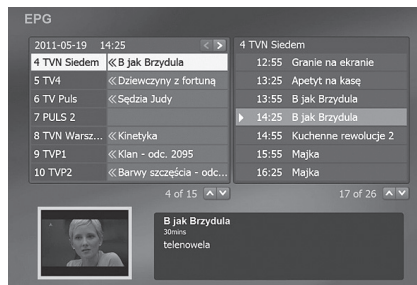 EPG
2011-05-19 14:25
4 TVN Siedem «B jak Brzydula
5 TV4 «Dziewczyny z fortuną
6 TV Puls «Sędzia Judy
7 PULS 2
8 TVN Warsz... «Kinetyka
9 TVP1 «Klan - odc. 2095
10 TVP2 «Barwy szczęścia - odc...
4 of 15
4 TVN Siedem
12:55 Granie na ekranie
13:25 Apetyt na kasę
13:55 B jak Brzydula
14:25 B jak Brzydula
14:55 Kuchenne rewolucje 2
15:55 Majka
16:25 Majka
17 of 26
B jak Brzydula
30mins
telenowela